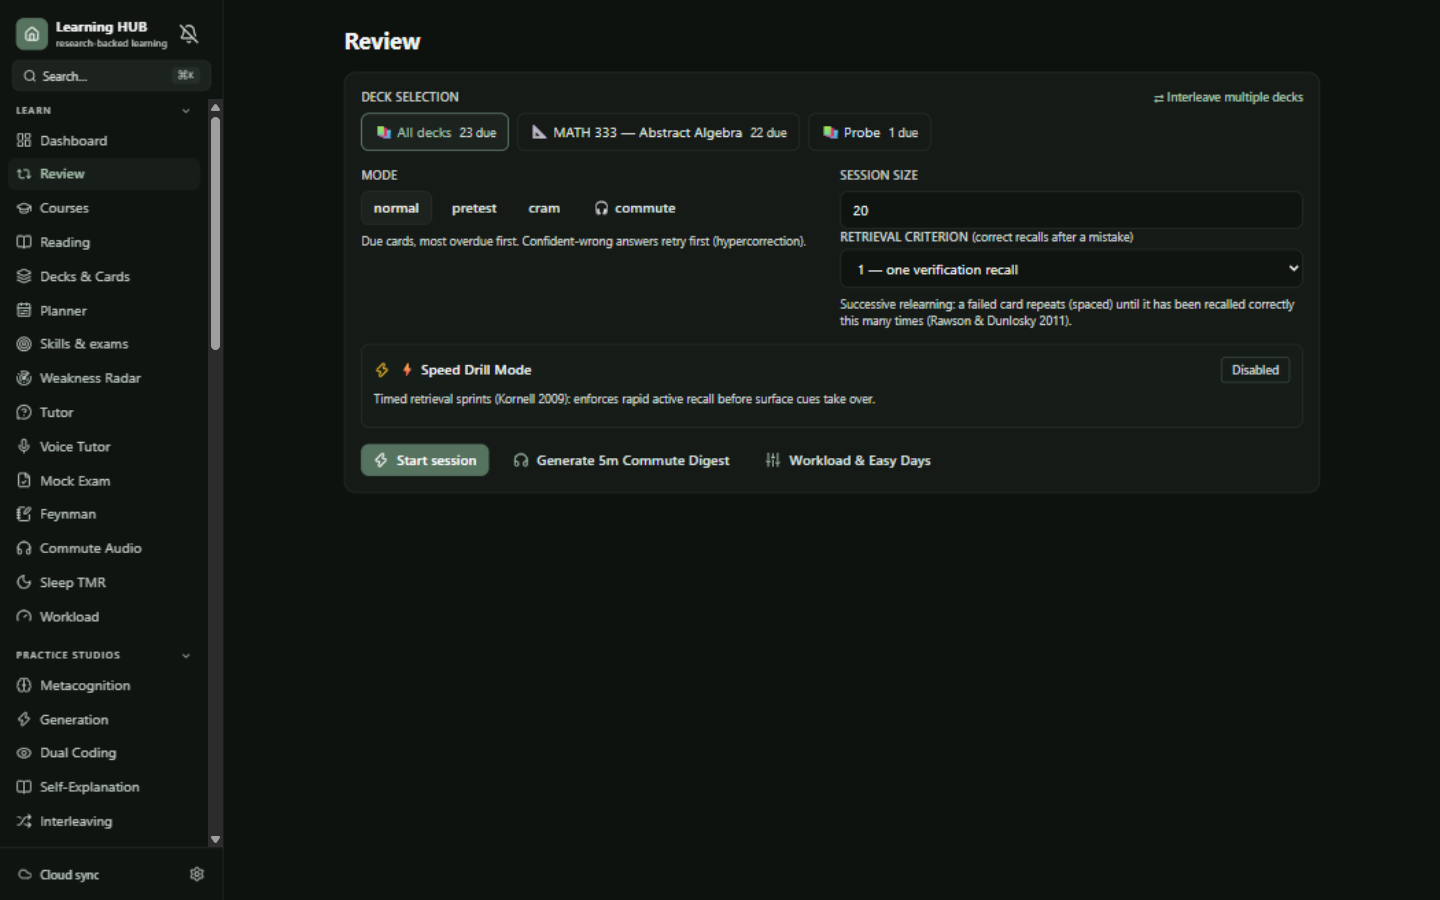 Learning HUB
research-backed learning
Search...
⌘K
LEARN
Dashboard
Review
Courses
Reading
Decks & Cards
Planner
Skills & exams
Weakness Radar
Tutor
Voice Tutor
Mock Exam
Feynman
Commute Audio
Sleep TMR
Workload
PRACTICE STUDIOS
Metacognition
Generation
Dual Coding
Self-Explanation
Interleaving
Cloud sync
Review
DECK SELECTION
⇄ Interleave multiple decks
All decks 23 due
MATH 333 — Abstract Algebra 22 due
Probe 1 due
MODE
normal
pretest
cram
commute
Due cards, most overdue first. Confident-wrong answers retry first (hypercorrection).
SESSION SIZE
20
RETRIEVAL CRITERION (correct recalls after a mistake)
1 — one verification recall
Successive relearning: a failed card repeats (spaced) until it has been recalled correctly
this many times (Rawson & Dunlosky 2011).
Speed Drill Mode
Disabled
Timed retrieval sprints (Kornell 2009): enforces rapid active recall before surface cues take over.
Start session
Generate 5m Commute Digest
Workload & Easy Days